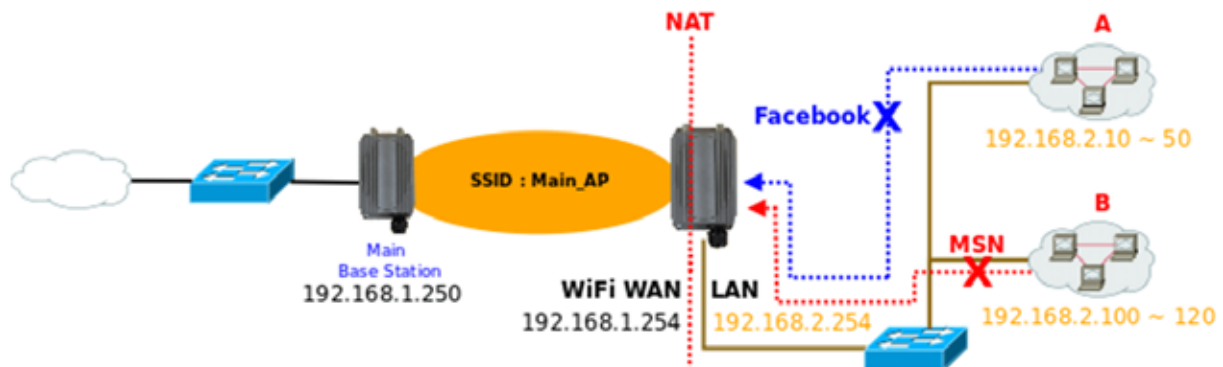 NAT
A
Facebook X
192.168.2.10 ~ 50
SSID : Main_AP
B
MSN
X
Main
Base Station
192.168.1.250
WiFi WAN
LAN
192.168.1.254
192.168.2.254
192.168.2.100 ~ 120